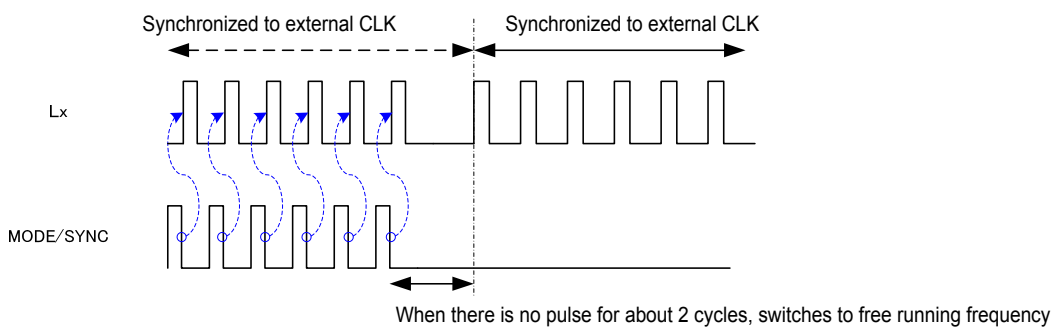 Synchronized to external CLK
Synchronized to external CLK
Lx
MODE/SYNC
When there is no pulse for about 2 cycles, switches to free running frequency